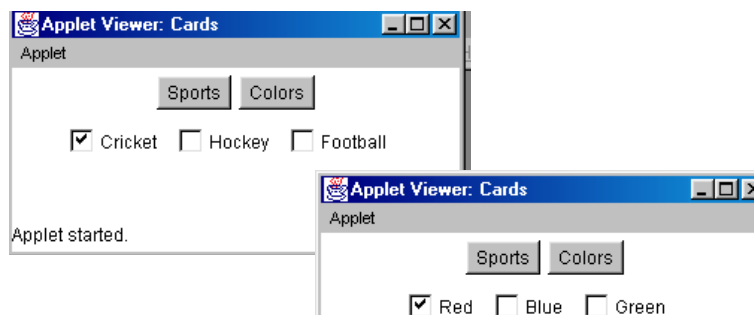 Applet Viewer: Cards
Applet
Sports Colors
Cricket Hockey Football
Applet started.
Applet Viewer: Cards
Applet
Sports Colors
Red Blue Green